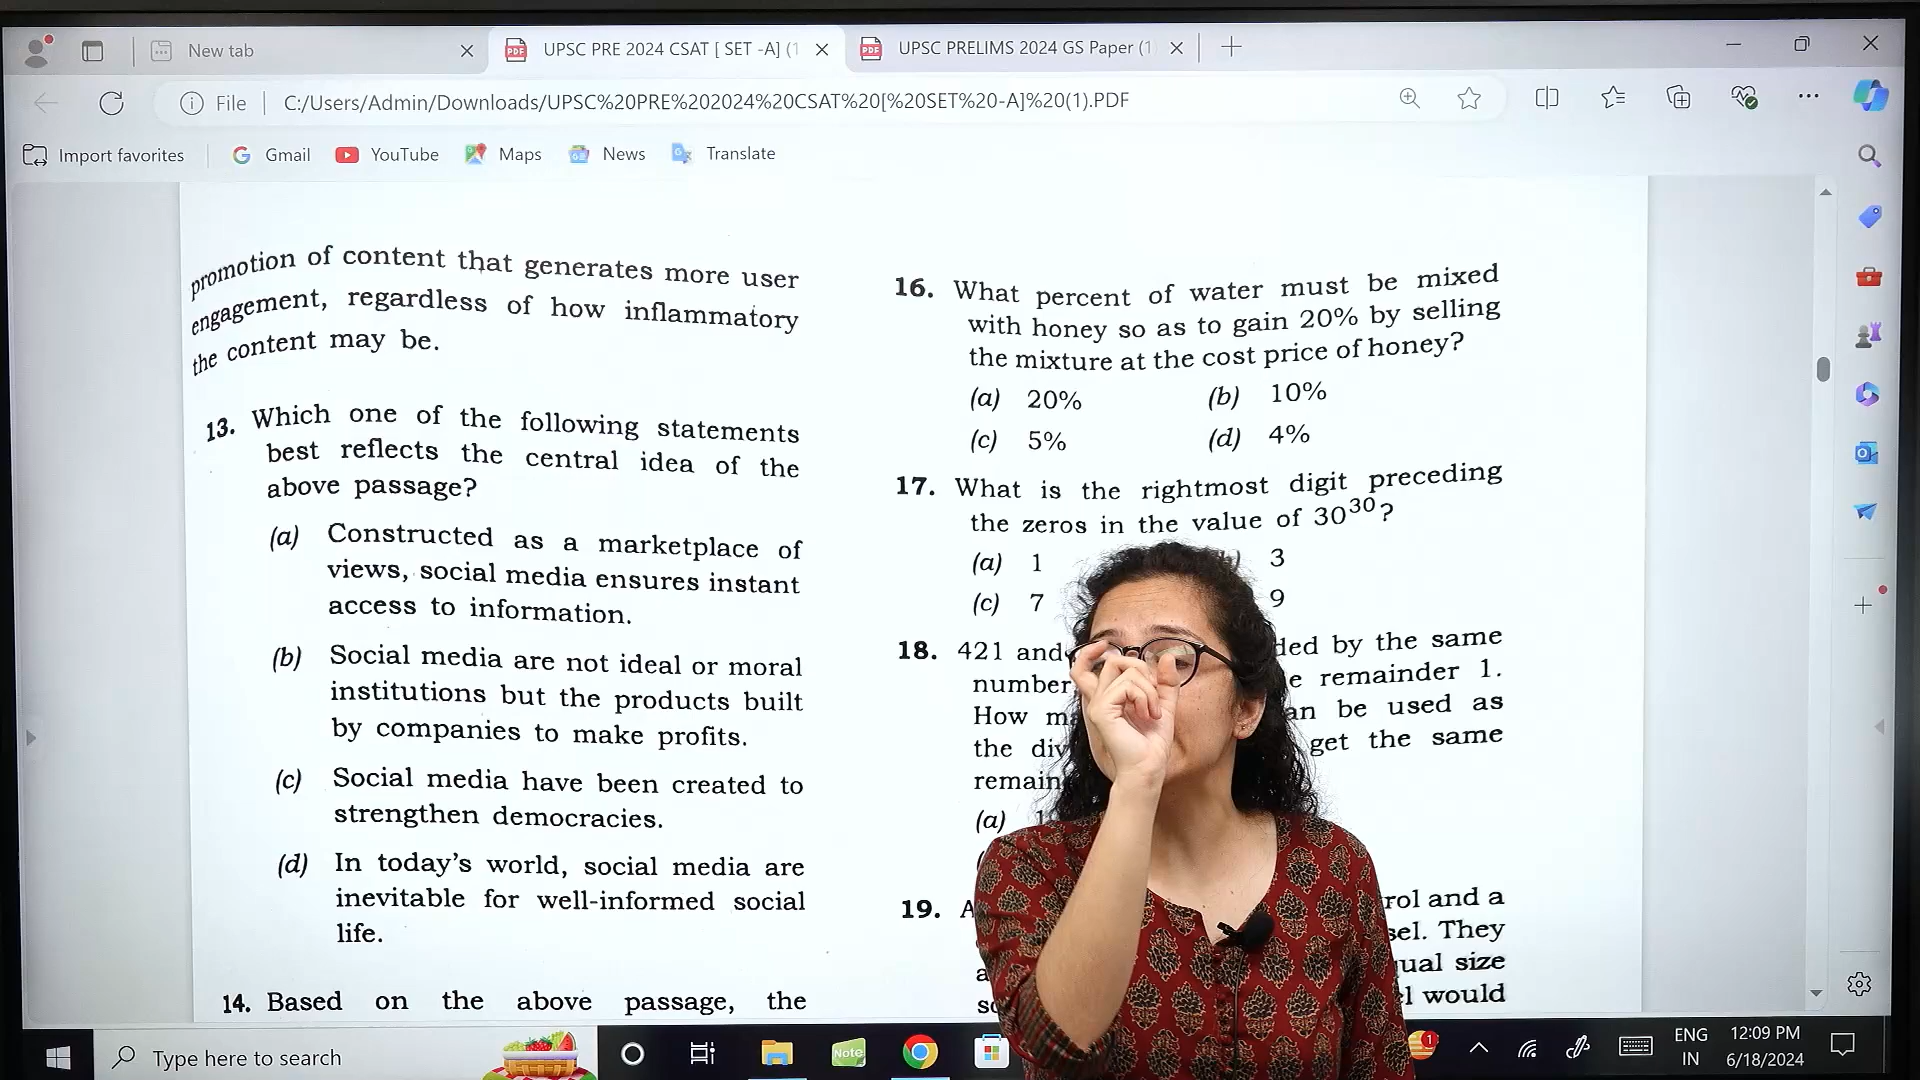 New tab
UPSC PRE 2024 CSAT [ SET -A] (1
UPSC PRELIMS 2024 GS Paper (1)
File
C:/Users/Admin/Downloads/UPSC%20PRE%202024%20CSAT%20[%20SET%20-A]%20(1).PDF
Import favorites
Gmail
YouTube
Maps
News
Translate
promotion of content that generates more user
engagement, regardless of how inflammatory
the content may be.
13. Which one of the following statements
best reflects the central idea of the
above passage?
(a) Constructed as a marketplace of
views, social media ensures instant
access to information.
(b) Social media are not ideal or moral
institutions but the products built
by companies to make profits.
(c) Social media have been created to
strengthen democracies.
(d) In today's world, social media are
inevitable for well-informed social
life.
14. Based on the above passage, the
16. What percent of water must be mixed
with honey so as to gain 20% by selling
the mixture at the cost price of honey?
(a) 20% (b) 10%
(c) 5% (d) 4%
17. What is the rightmost digit preceding
the zeros in the value of 30³⁰?
(a) 1 3
(c) 7 9
18. 421 and ded by the same
number remainder 1.
How an be used as
the div get the same
remain
(a)
19. A rol and a
sel. They
ual size
would
Type here to search
Note
1
ENG
IN
12:09 PM
6/18/2024